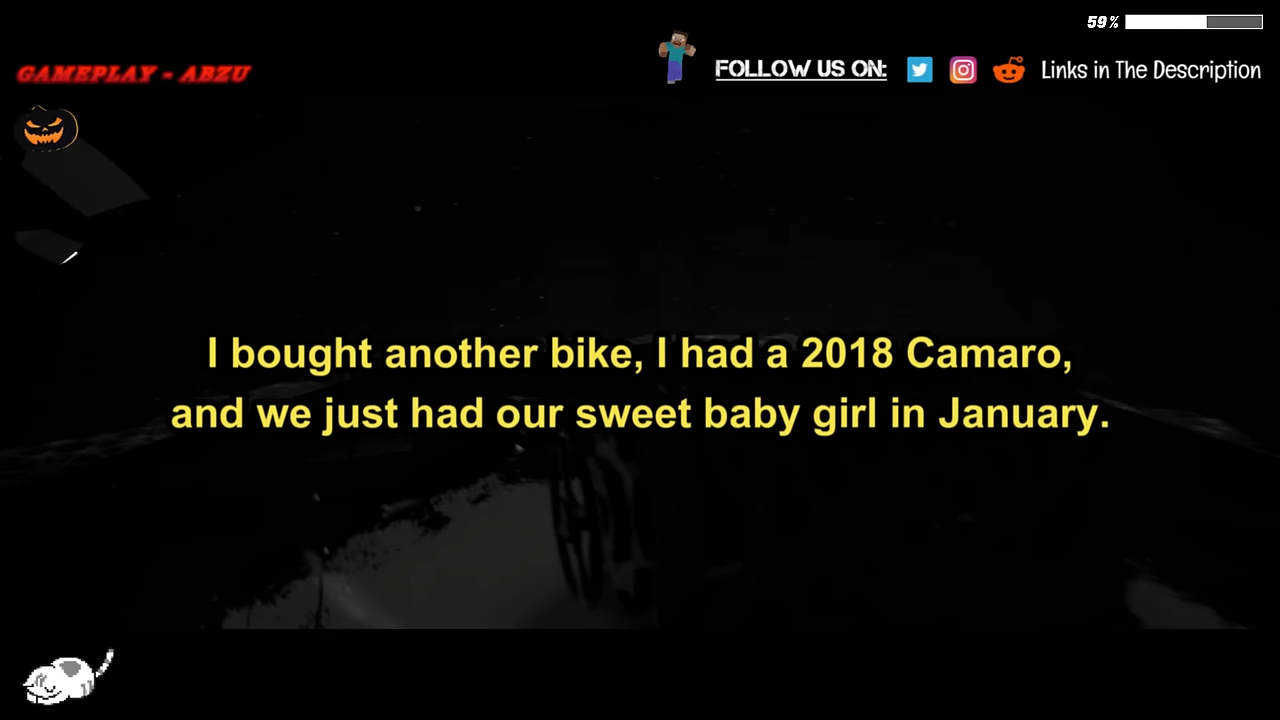 59%
GAMEPLAY - ABZU
FOLLOW US ON:
Links in The Description
I bought another bike, I had a 2018 Camaro,
and we just had our sweet baby girl in January.